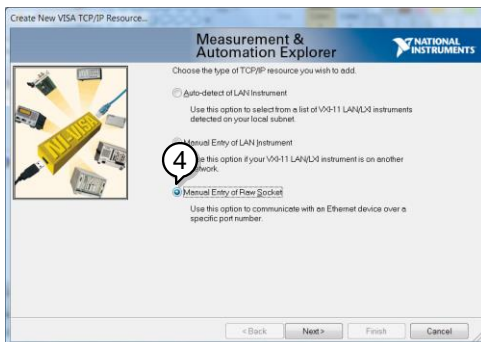 Create New VISA TCP/IP Resource...
Measurement &
Automation Explorer
NATIONAL
INSTRUMENTS
Choose the type of TCP/IP resource you wish to add.
Auto-detect of LAN Instrument
Use this option to select from a list of VXI-11 LAN/LXI instruments
detected on your local subnet.
Manual Entry of LAN Instrument
this option if your VXI-11 LAN/LXI instrument is on another
4
Manual Entry of Raw Socket
Use this option to communicate with an Ethernet device over a
specific port number.
NI-VISA
< Back Next > Finish Cancel